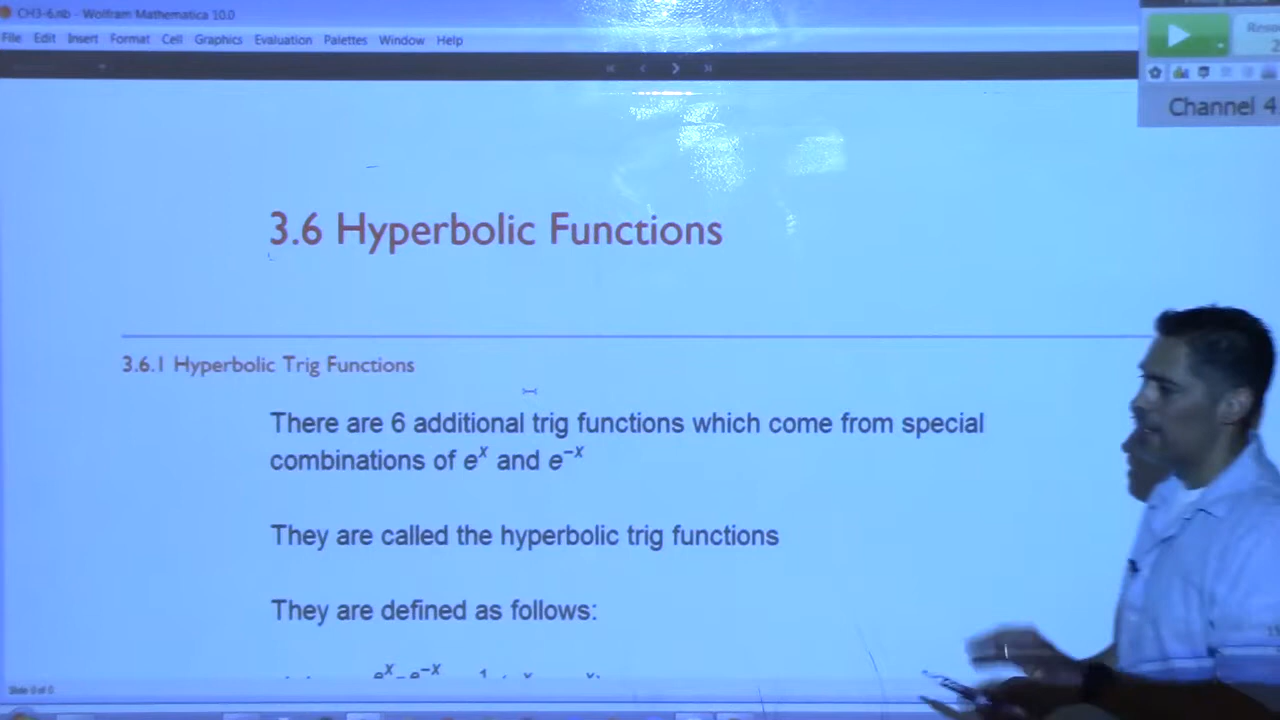 CH3-6.nb - Wolfram Mathematica 10.0
File Edit Insert Format Cell Graphics Evaluation Palettes Window Help
Channel 4
3.6 Hyperbolic Functions
3.6.1 Hyperbolic Trig Functions
There are 6 additional trig functions which come from special
combinations of eˣ and e⁻ˣ
They are called the hyperbolic trig functions
They are defined as follows: